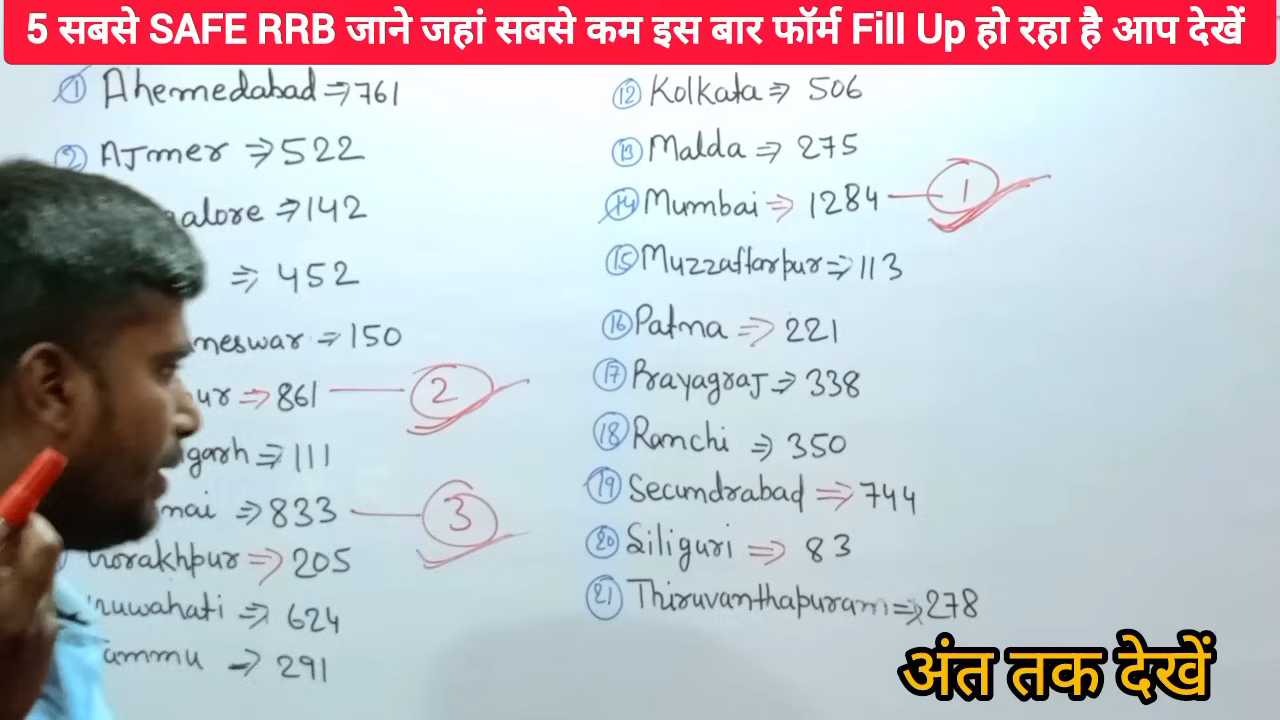 5 सबसे SAFE RRB जाने जहां सबसे कम इस बार फॉर्म Fill Up हो रहा है आप देखें
① Ahemedabad ⇒ 761
② AJmer ⇒ 522
alore ⇒ 142
⇒ 452
neswar ⇒ 150
ur ⇒ 861 — ②
garh ⇒ 111
nai ⇒ 833 — ③
orakhpur ⇒ 205
uwahati ⇒ 624
ammu → 291
⑫ Kolkata ⇒ 506
⑬ Malda ⇒ 275
⑭ Mumbai ⇒ 1284 — ①
⑮ Muzzaffarpur ⇒ 113
⑯ Patna ⇒ 221
⑰ PrayagraJ ⇒ 338
⑱ Ranchi ⇒ 350
⑲ Secundrabad ⇒ 744
⑳ Siliguri ⇒ 83
㉑ Thiruvanthapuram ⇒ 278
अंत तक देखें